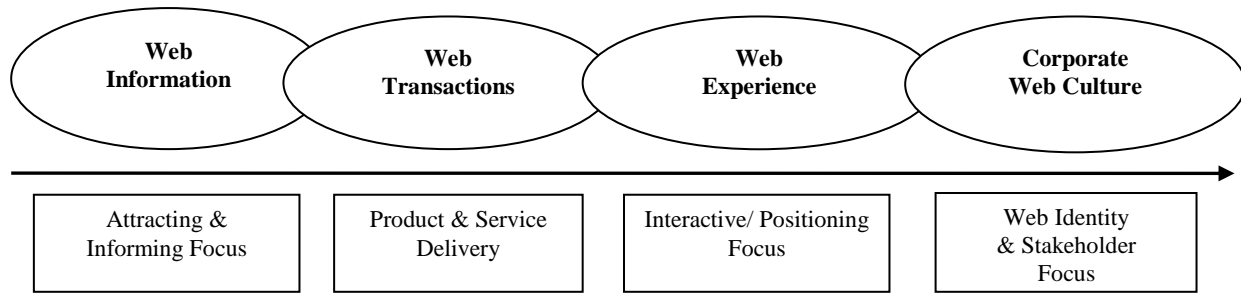 Web
Information
Web
Transactions
Web
Experience
Corporate
Web Culture
Attracting &
Informing Focus
Product & Service
Delivery
Interactive/ Positioning
Focus
Web Identity
& Stakeholder
Focus